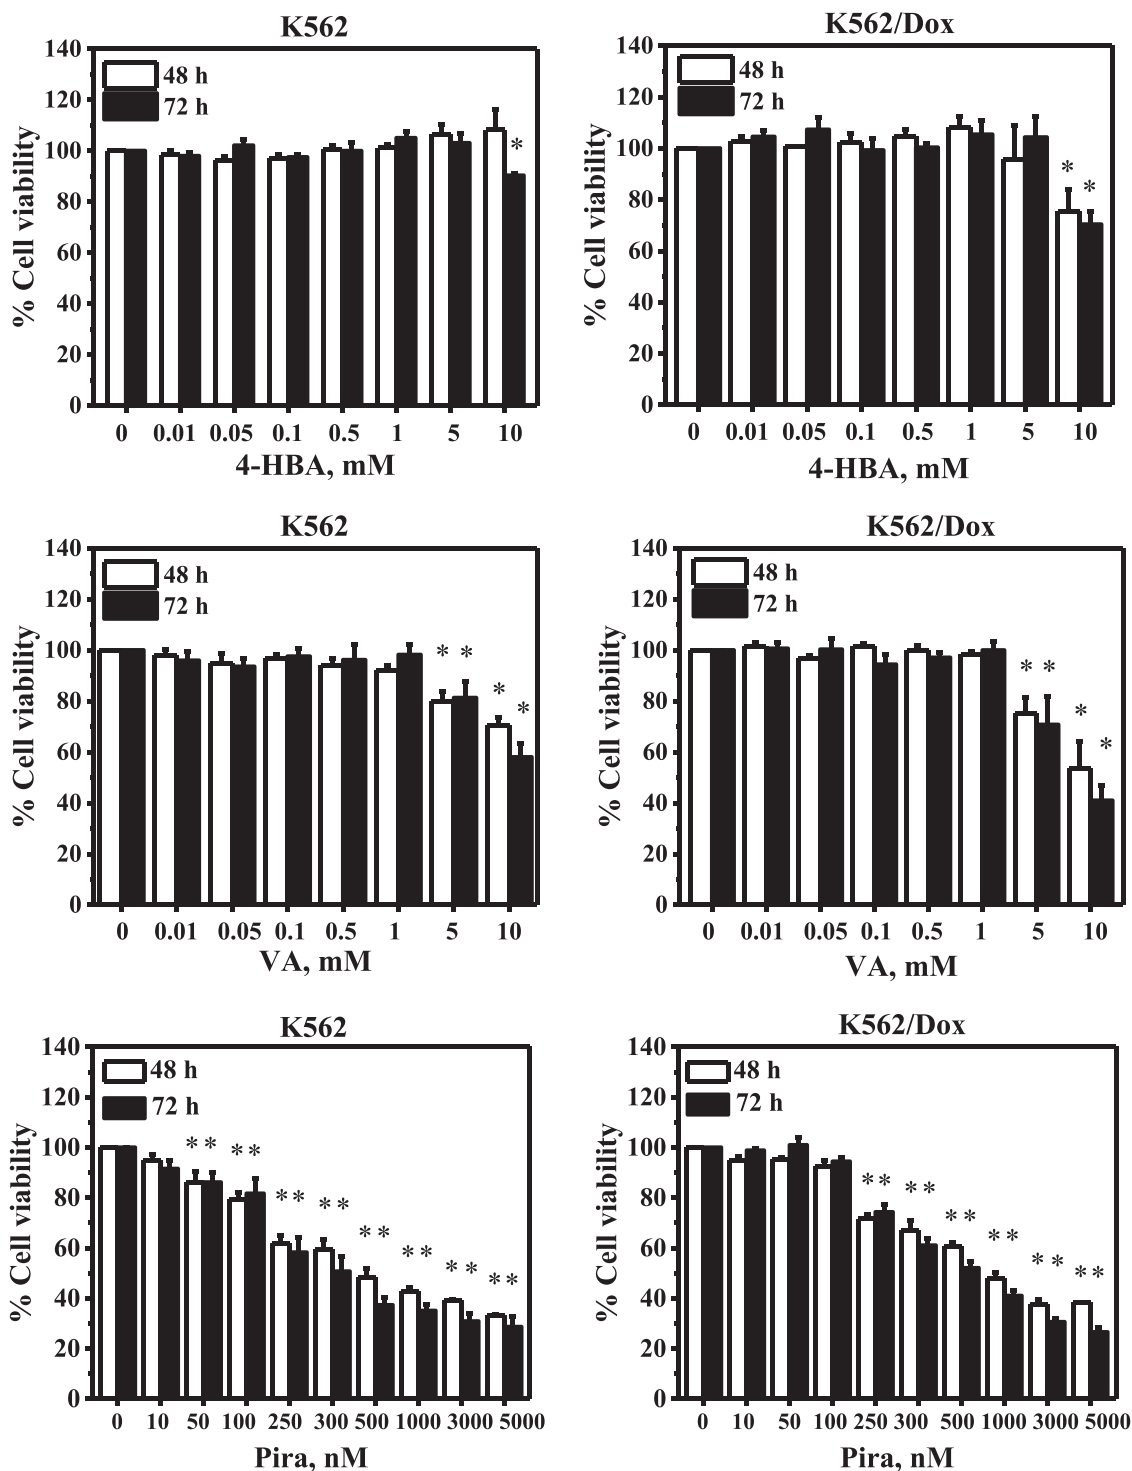 K562
140
120
100
80
60
40
20
0
% Cell viability
48 h
72 h
*
0 0.01 0.05 0.1 0.5 1 5 10
4-HBA, mM
K562/Dox
140
120
100
80
60
40
20
0
% Cell viability
48 h
72 h
* *
0 0.01 0.05 0.1 0.5 1 5 10
4-HBA, mM
K562
140
120
100
80
60
40
20
0
% Cell viability
48 h
72 h
* * * *
0 0.01 0.05 0.1 0.5 1 5 10
VA, mM
K562/Dox
140
120
100
80
60
40
20
0
% Cell viability
48 h
72 h
* * * *
0 0.01 0.05 0.1 0.5 1 5 10
VA, mM
K562
140
120
100
80
60
40
20
0
% Cell viability
48 h
72 h
** ** ** ** ** ** ** **
0 10 50 100 250 300 500 1000 3000 5000
Pira, nM
K562/Dox
140
120
100
80
60
40
20
0
% Cell viability
48 h
72 h
** ** ** ** ** **
0 10 50 100 250 300 500 1000 3000 5000
Pira, nM